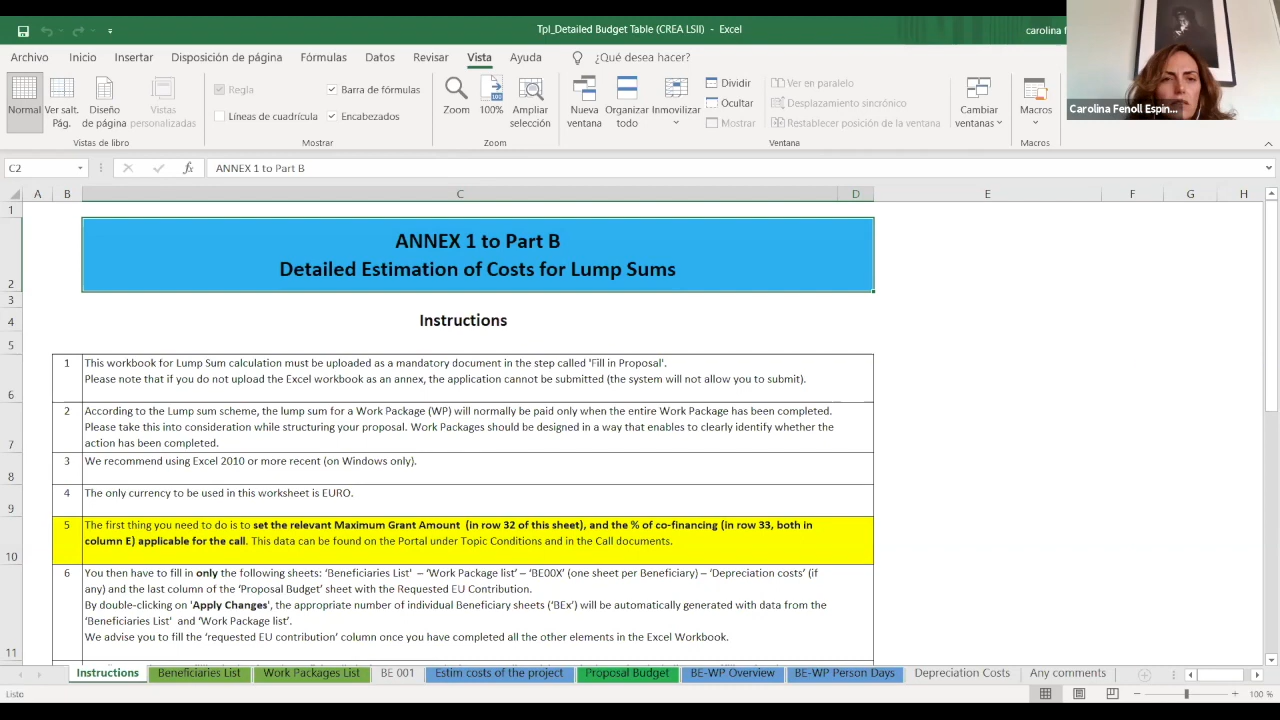 Tpl_Detailed Budget Table (CREA LSII) - Excel
carolina f
Archivo Inicio Insertar Disposición de página Fórmulas Datos Revisar Vista Ayuda ¿Qué desea hacer?
Normal
Ver salt. Pág.
Diseño de página
Vistas personalizadas
Vistas de libro
Regla
Barra de fórmulas
Líneas de cuadrícula
Encabezados
Mostrar
Zoom
100%
Ampliar selección
Zoom
Nueva ventana
Organizar todo
Inmovilizar
Dividir
Ocultar
Mostrar
Ver en paralelo
Desplazamiento sincrónico
Restablecer posición de la ventana
Ventana
Cambiar ventanas
Macros
Macros
Carolina Fenoll Espin...
C2
fx
ANNEX 1 to Part B
A B C D E F G H
1
2
ANNEX 1 to Part B
Detailed Estimation of Costs for Lump Sums
3
4
Instructions
5
6
1 This workbook for Lump Sum calculation must be uploaded as a mandatory document in the step called 'Fill in Proposal'.
Please note that if you do not upload the Excel workbook as an annex, the application cannot be submitted (the system will not allow you to submit).
7
2 According to the Lump sum scheme, the lump sum for a Work Package (WP) will normally be paid only when the entire Work Package has been completed.
Please take this into consideration while structuring your proposal. Work Packages should be designed in a way that enables to clearly identify whether the
action has been completed.
8
3 We recommend using Excel 2010 or more recent (on Windows only).
9
4 The only currency to be used in this worksheet is EURO.
10
5 The first thing you need to do is to set the relevant Maximum Grant Amount (in row 32 of this sheet), and the % of co-financing (in row 33, both in
column E) applicable for the call. This data can be found on the Portal under Topic Conditions and in the Call documents.
11
6 You then have to fill in only the following sheets: ‘Beneficiaries List’ – ‘Work Package list’ – ‘BE00X’ (one sheet per Beneficiary) – ‘Depreciation costs’ (if
any) and the last column of the ‘Proposal Budget’ sheet with the Requested EU Contribution.
By double-clicking on 'Apply Changes', the appropriate number of individual Beneficiary sheets (‘BEx’) will be automatically generated with data from the
‘Beneficiaries List’ and ‘Work Package list’.
We advise you to fill the ‘requested EU contribution’ column once you have completed all the other elements in the Excel Workbook.
Instructions Beneficiaries List Work Packages List BE 001 Estim costs of the project Proposal Budget BE-WP Overview BE-WP Person Days Depreciation Costs Any comments
Listo
100 %